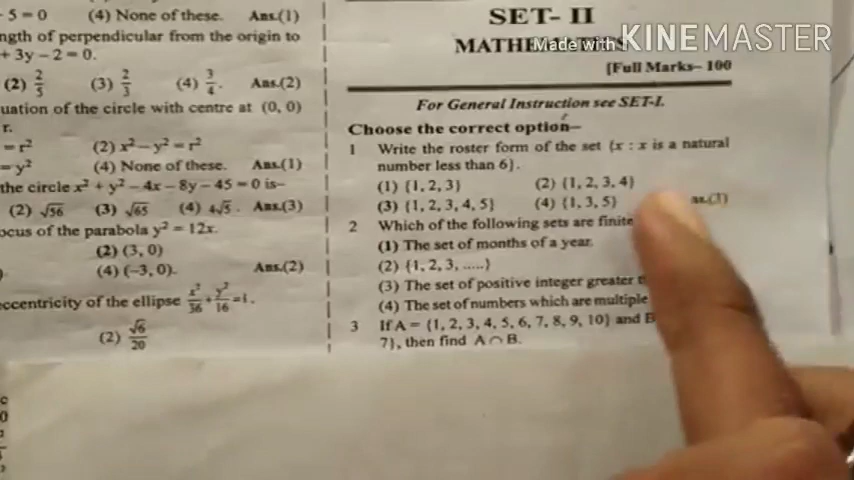 - 5 = 0 (4) None of these. Ans.(1)
ngth of perpendicular from the origin to
+ 3y – 2 = 0.
(2) 2/5 (3) 2/3 (4) 3/4. Ans.(2)
uation of the circle with centre at (0, 0)
r.
= r² (2) x² – y² = r²
= y² (4) None of these. Ans.(1)
the circle x² + y² – 4x – 8y – 45 = 0 is–
(2) √56 (3) √65 (4) 4√5. Ans.(3)
ocus of the parabola y² = 12x.
(2) (3, 0)
(4) (–3, 0). Ans.(2)
eccentricity of the ellipse x²/36 + y²/16 = 1.
(2) √6/20
SET- II
Made with KINEMASTER
[Full Marks– 100
For General Instruction see SET-I.
Choose the correct option–
1 Write the roster form of the set {x : x is a natural
number less than 6}.
(1) {1, 2, 3} (2) {1, 2, 3, 4}
(3) {1, 2, 3, 4, 5} (4) {1, 3, 5}
2 Which of the following sets are finite
(1) The set of months of a year.
(2) {1, 2, 3, .....}
(3) The set of positive integer greater
(4) The set of numbers which are multiple
3 If A = {1, 2, 3, 4, 5, 6, 7, 8, 9, 10} and B
7}, then find A ∩ B.